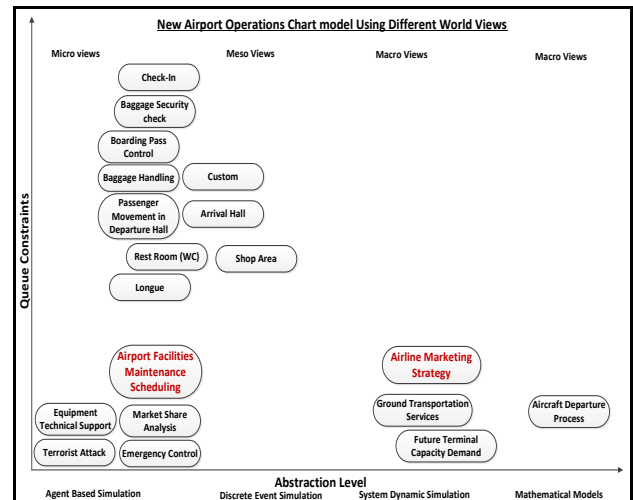 New Airport Operations Chart model Using Different World Views
Micro views
Meso Views
Macro Views
Macro Views
Check-In
Baggage Security
check
Boarding Pass
Control
Baggage Handling
Custom
Passenger
Movement in
Departure Hall
Arrival Hall
Rest Room (WC)
Shop Area
Longue
Queue Constraints
Airport Facilities
Maintenance
Scheduling
Airline Marketing
Strategy
Equipment
Technical Support
Market Share
Analysis
Ground Transportation
Services
Aircraft Departure
Process
Terrorist Attack
Emergency Control
Future Terminal
Capacity Demand
Abstraction Level
Agent Based Simulation
Discrete Event Simulation
System Dynamic Simulation
Mathematical Models